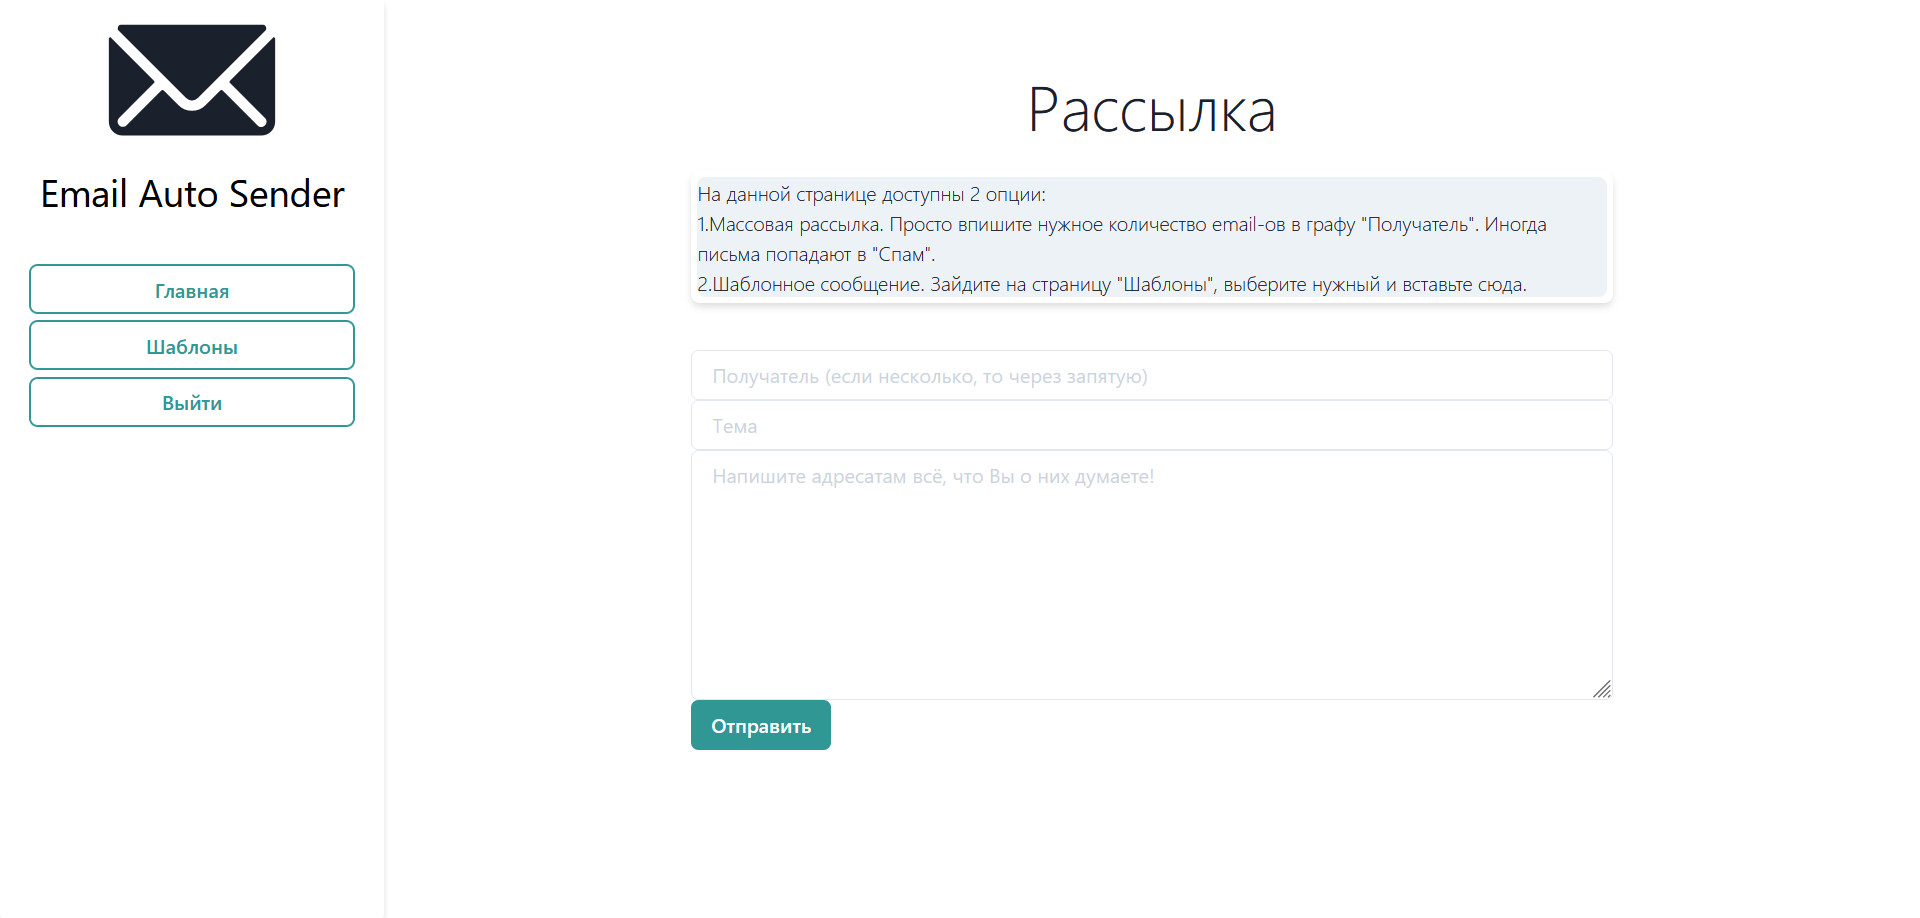 Email Auto Sender
Главная
Шаблоны
Выйти
Рассылка
На данной странице доступны 2 опции:
1.Массовая рассылка. Просто впишите нужное количество email-ов в графу "Получатель". Иногда
письма попадают в "Спам".
2.Шаблонное сообщение. Зайдите на страницу "Шаблоны", выберите нужный и вставьте сюда.
Получатель (если несколько, то через запятую)
Тема
Напишите адресатам всё, что Вы о них думаете!
Отправить